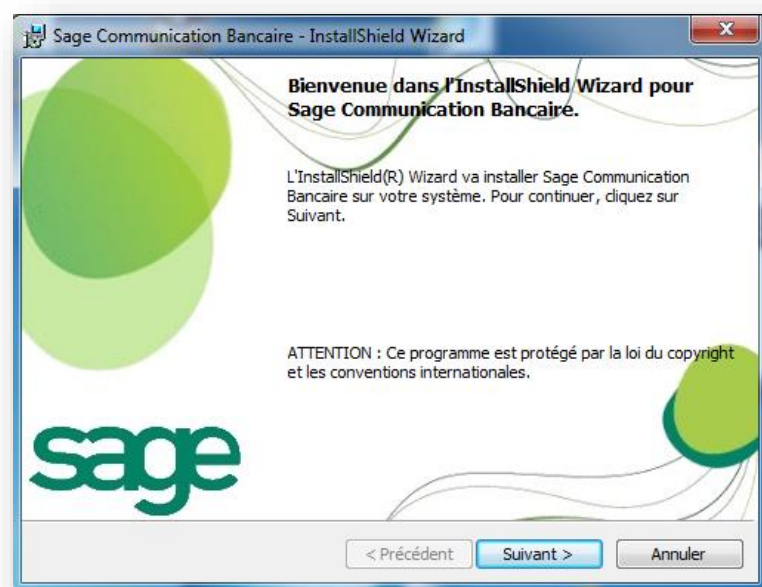 Sage Communication Bancaire - InstallShield Wizard
Bienvenue dans l'InstallShield Wizard pour
Sage Communication Bancaire.
L'InstallShield(R) Wizard va installer Sage Communication
Bancaire sur votre système. Pour continuer, cliquez sur
Suivant.
ATTENTION : Ce programme est protégé par la loi du copyright
et les conventions internationales.
sage
< Précédent
Suivant >
Annuler